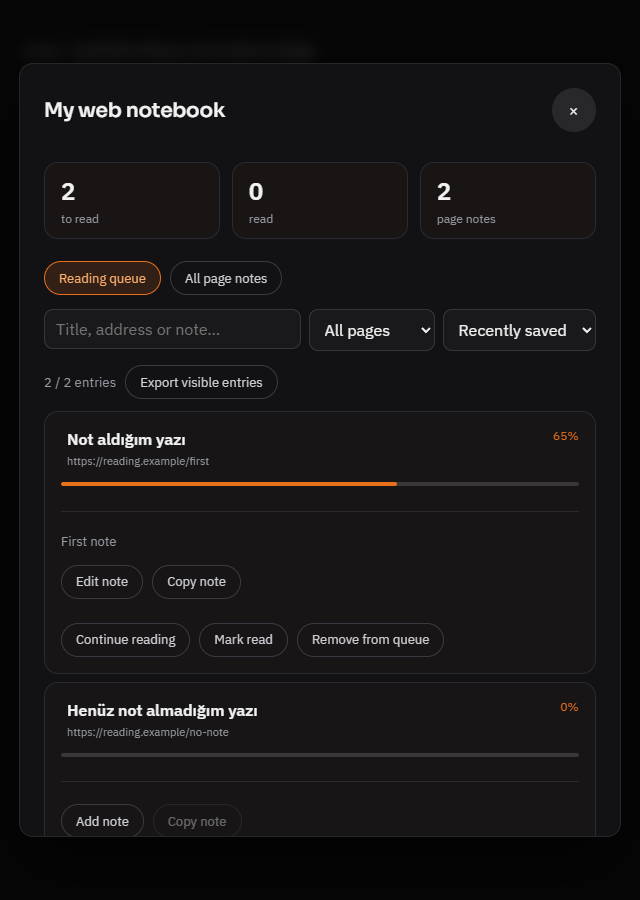 My web notebook
×
2
to read
0
read
2
page notes
Reading queue
All page notes
Title, address or note...
All pages
Recently saved
2 / 2 entries
Export visible entries
Not aldığım yazı
65%
https://reading.example/first
First note
Edit note
Copy note
Continue reading
Mark read
Remove from queue
Henüz not almadığım yazı
0%
https://reading.example/no-note
Add note
Copy note